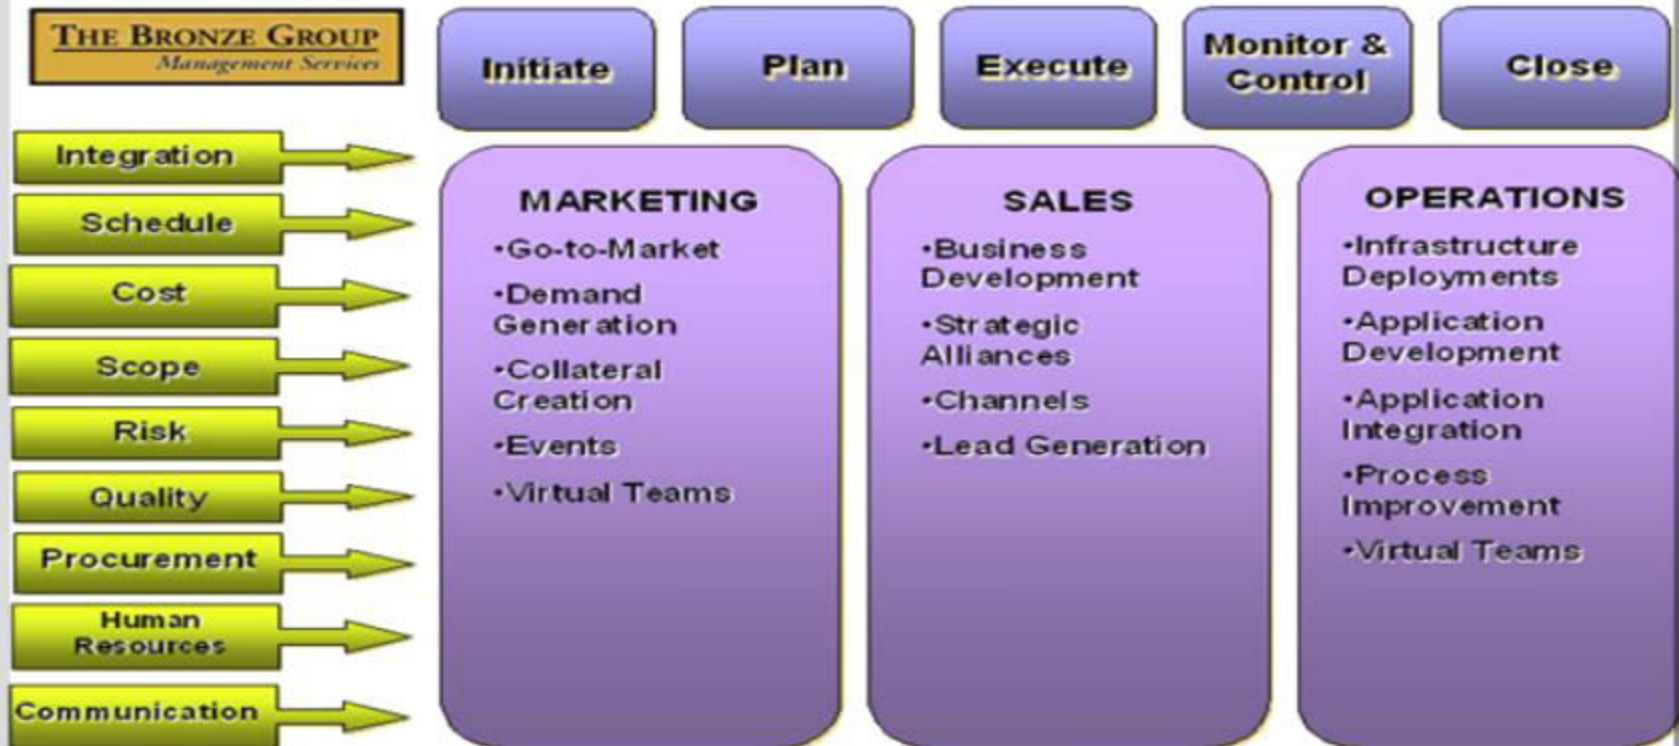 THE BRONZE GROUP
Management Services
Initiate
Plan
Execute
Monitor &
Control
Close
Integration
Schedule
Cost
Scope
Risk
Quality
Procurement
Human
Resources
Communication
MARKETING
•Go-to-Market
•Demand
Generation
•Collateral
Creation
•Events
•Virtual Teams
SALES
•Business
Development
•Strategic
Alliances
•Channels
•Lead Generation
OPERATIONS
•Infrastructure
Deployments
•Application
Development
•Application
Integration
•Process
Improvement
•Virtual Teams